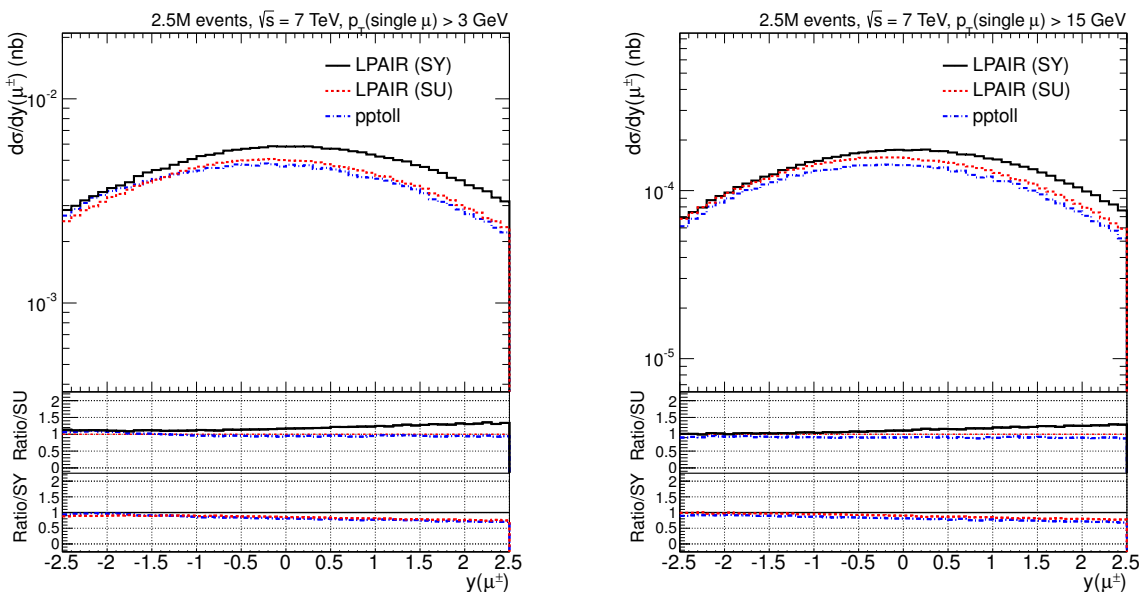 2.5M events, √s = 7 TeV, p_T(single μ) > 3 GeV
dσ/dy(μ±) (nb)
10⁻²
10⁻³
LPAIR (SY)
LPAIR (SU)
pptoll
Ratio/SU
2
1.5
1
0.5
0
Ratio/SY
2
1.5
1
0.5
0
-2.5 -2 -1.5 -1 -0.5 0 0.5 1 1.5 2 2.5
y(μ±)
2.5M events, √s = 7 TeV, p_T(single μ) > 15 GeV
dσ/dy(μ±) (nb)
10⁻⁴
10⁻⁵
LPAIR (SY)
LPAIR (SU)
pptoll
Ratio/SU
2
1.5
1
0.5
0
Ratio/SY
2
1.5
1
0.5
0
-2.5 -2 -1.5 -1 -0.5 0 0.5 1 1.5 2 2.5
y(μ±)